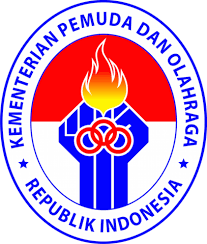 KEMENTERIAN PEMUDA DAN OLAHRAGA
REPUBLIK INDONESIA